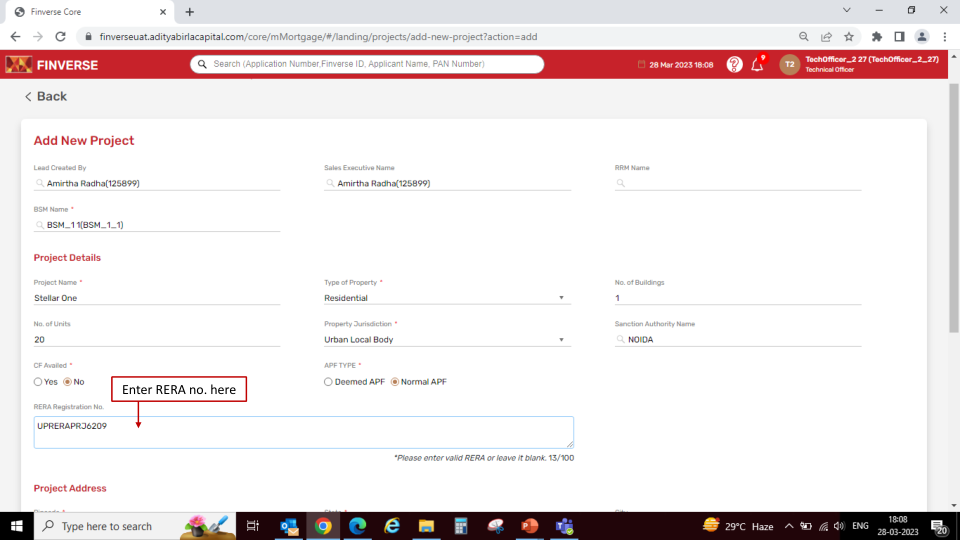 Finverse Core
finverseuat.adityabirlacapital.com/core/mMortgage/#/landing/projects/add-new-project?action=add
FINVERSE
Search (Application Number,Finverse ID, Applicant Name, PAN Number)
28 Mar 2023 18:08
T2
TechOfficer_2 27 (TechOfficer_2_27)
Technical Officer
< Back
Add New Project
Lead Created By Sales Executive Name RRM Name
Amirtha Radha(125899) Amirtha Radha(125899)
BSM Name *
BSM_1 1(BSM_1_1)
Project Details
Project Name * Type of Property * No. of Buildings
Stellar One Residential 1
No. of Units Property Jurisdiction * Sanction Authority Name
20 Urban Local Body NOIDA
CF Availed * APF TYPE *
Yes No Deemed APF Normal APF
Enter RERA no. here
RERA Registration No.
UPRERAPRJ6209
*Please enter valid RERA or leave it blank. 13/100
Project Address
Type here to search
29°C Haze
ENG
18:08
28-03-2023
20